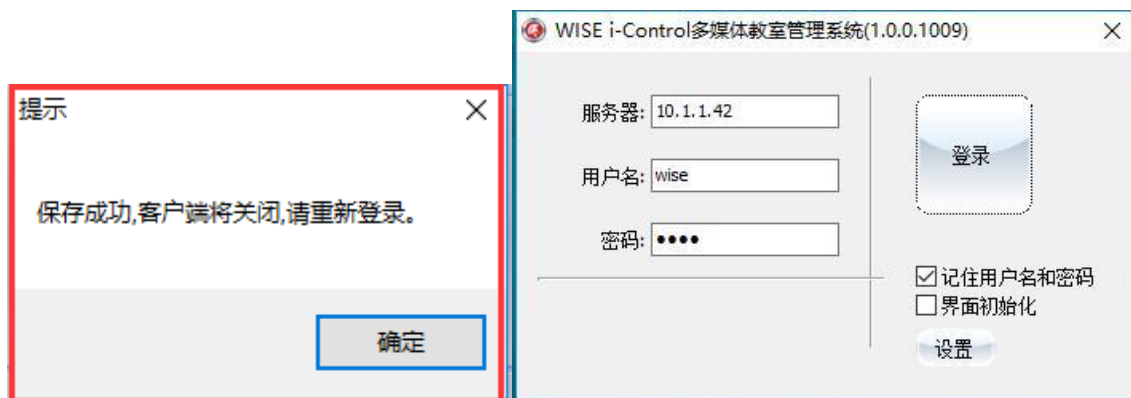 提示
保存成功,客户端将关闭,请重新登录。
确定
WISE i-Control多媒体教室管理系统(1.0.0.1009)
服务器: 10.1.1.42
用户名: wise
密码: ●●●●
登录
记住用户名和密码
界面初始化
设置